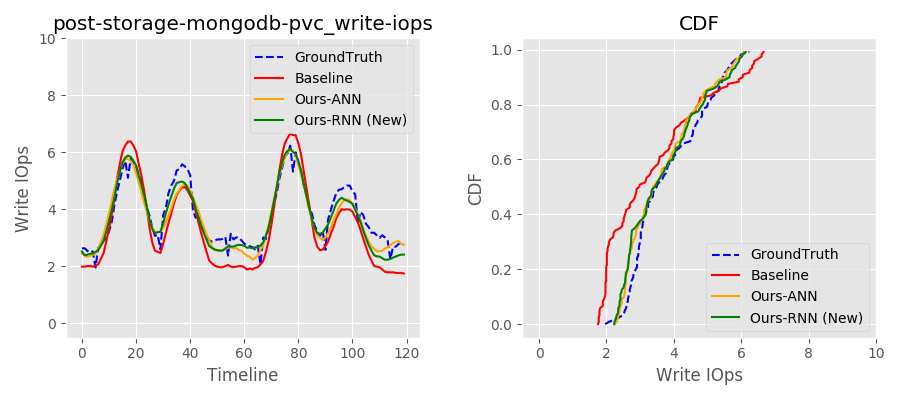 post-storage-mongodb-pvc_write-iops
10
8
6
4
2
0
Write IOps
GroundTruth
Baseline
Ours-ANN
Ours-RNN (New)
0 20 40 60 80 100 120
Timeline
CDF
1.0
0.8
0.6
0.4
0.2
0.0
CDF
GroundTruth
Baseline
Ours-ANN
Ours-RNN (New)
0 2 4 6 8 10
Write IOps